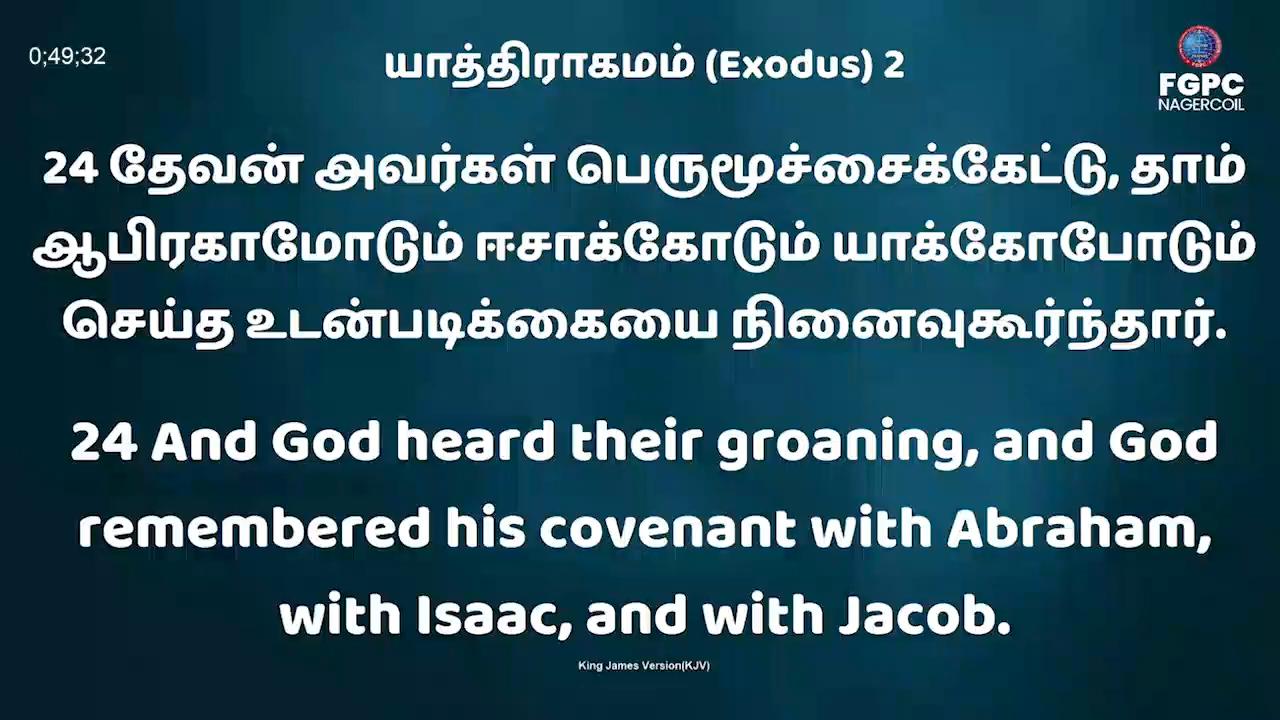 0;49;32
யாத்திராகமம் (Exodus) 2
FGPC
NAGERCOIL
24 தேவன் அவர்கள் பெருமூச்சைக்கேட்டு, தாம்
ஆபிரகாமோடும் ஈசாக்கோடும் யாக்கோபோடும்
செய்த உடன்படிக்கையை நினைவுகூர்ந்தார்.
24 And God heard their groaning, and God
remembered his covenant with Abraham,
with Isaac, and with Jacob.
King James Version(KJV)